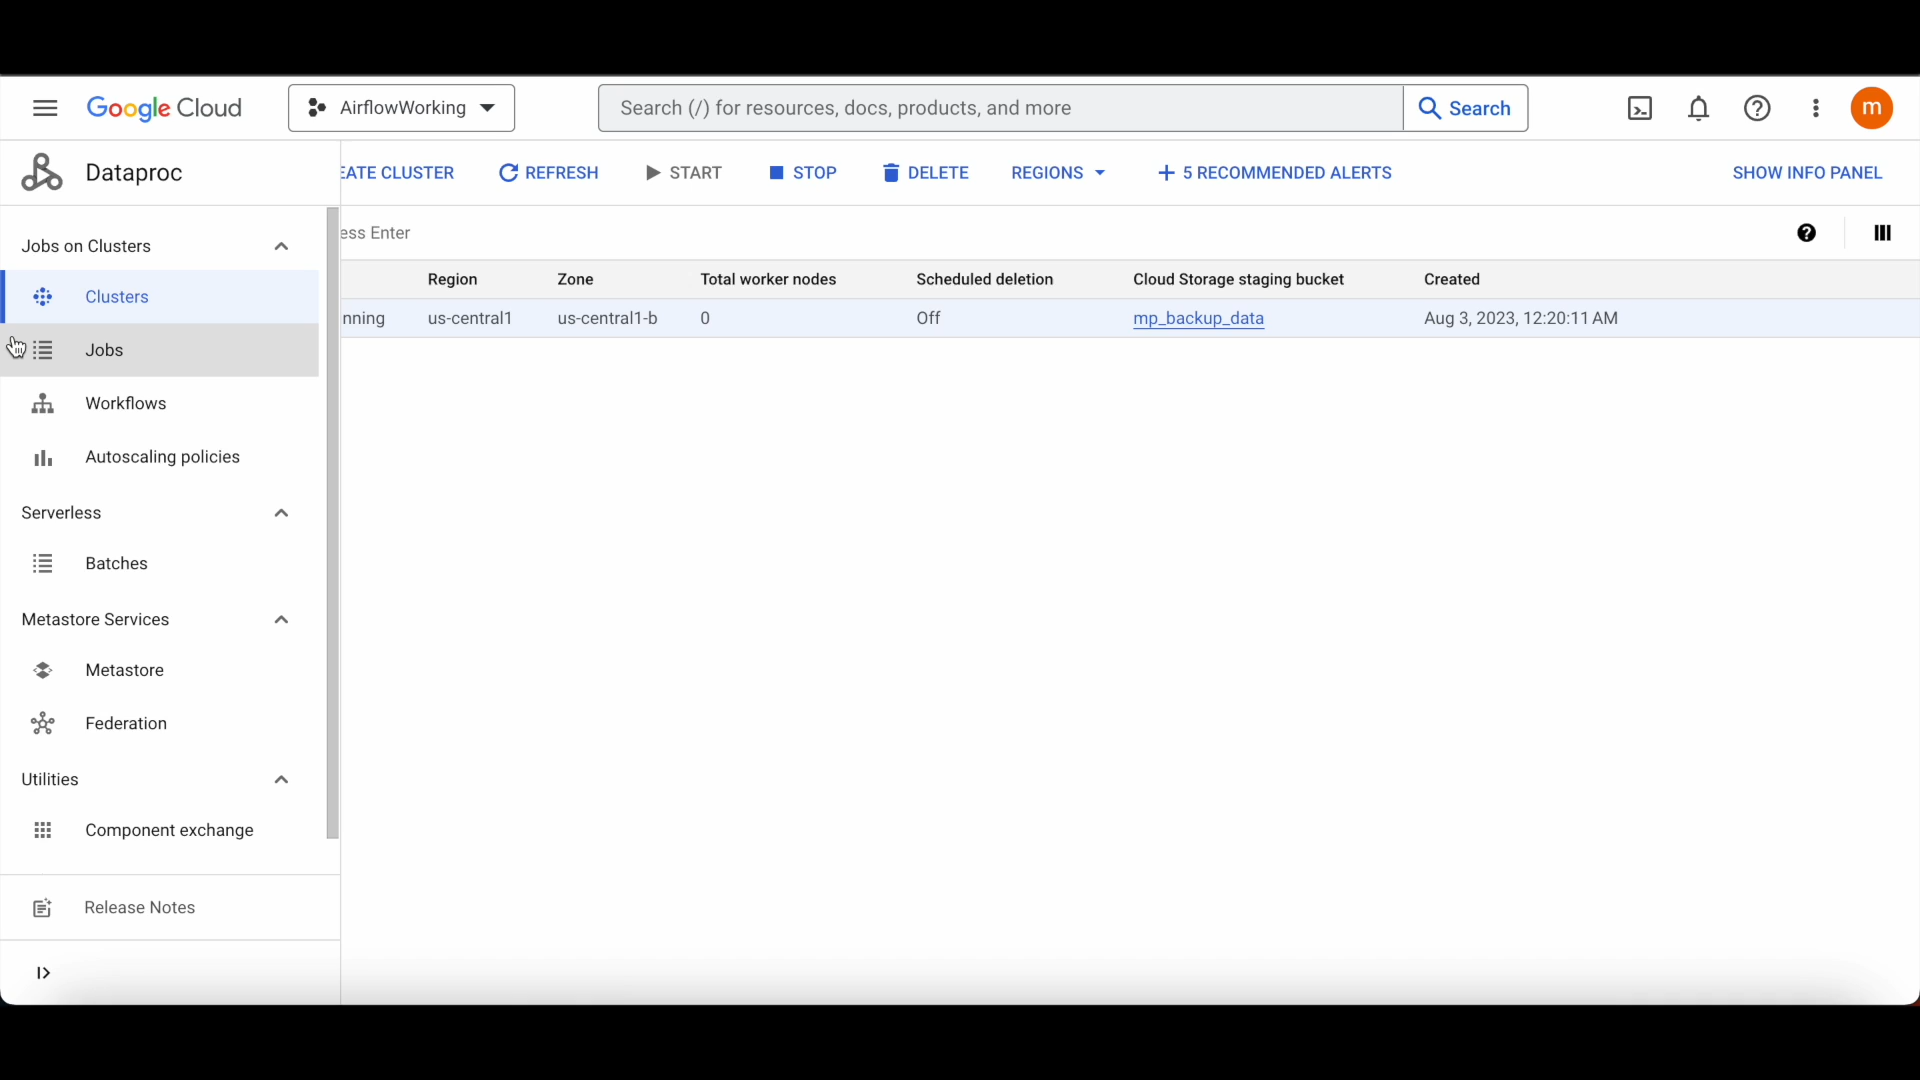 Google Cloud
AirflowWorking
Search (/) for resources, docs, products, and more
Search
m
Dataproc
EATE CLUSTER
REFRESH
START
STOP
DELETE
REGIONS
5 RECOMMENDED ALERTS
SHOW INFO PANEL
Jobs on Clusters
ess Enter
Region
Zone
Total worker nodes
Scheduled deletion
Cloud Storage staging bucket
Created
Clusters
nning
us-central1
us-central1-b
0
Off
mp_backup_data
Aug 3, 2023, 12:20:11 AM
Jobs
Workflows
Autoscaling policies
Serverless
Batches
Metastore Services
Metastore
Federation
Utilities
Component exchange
Release Notes